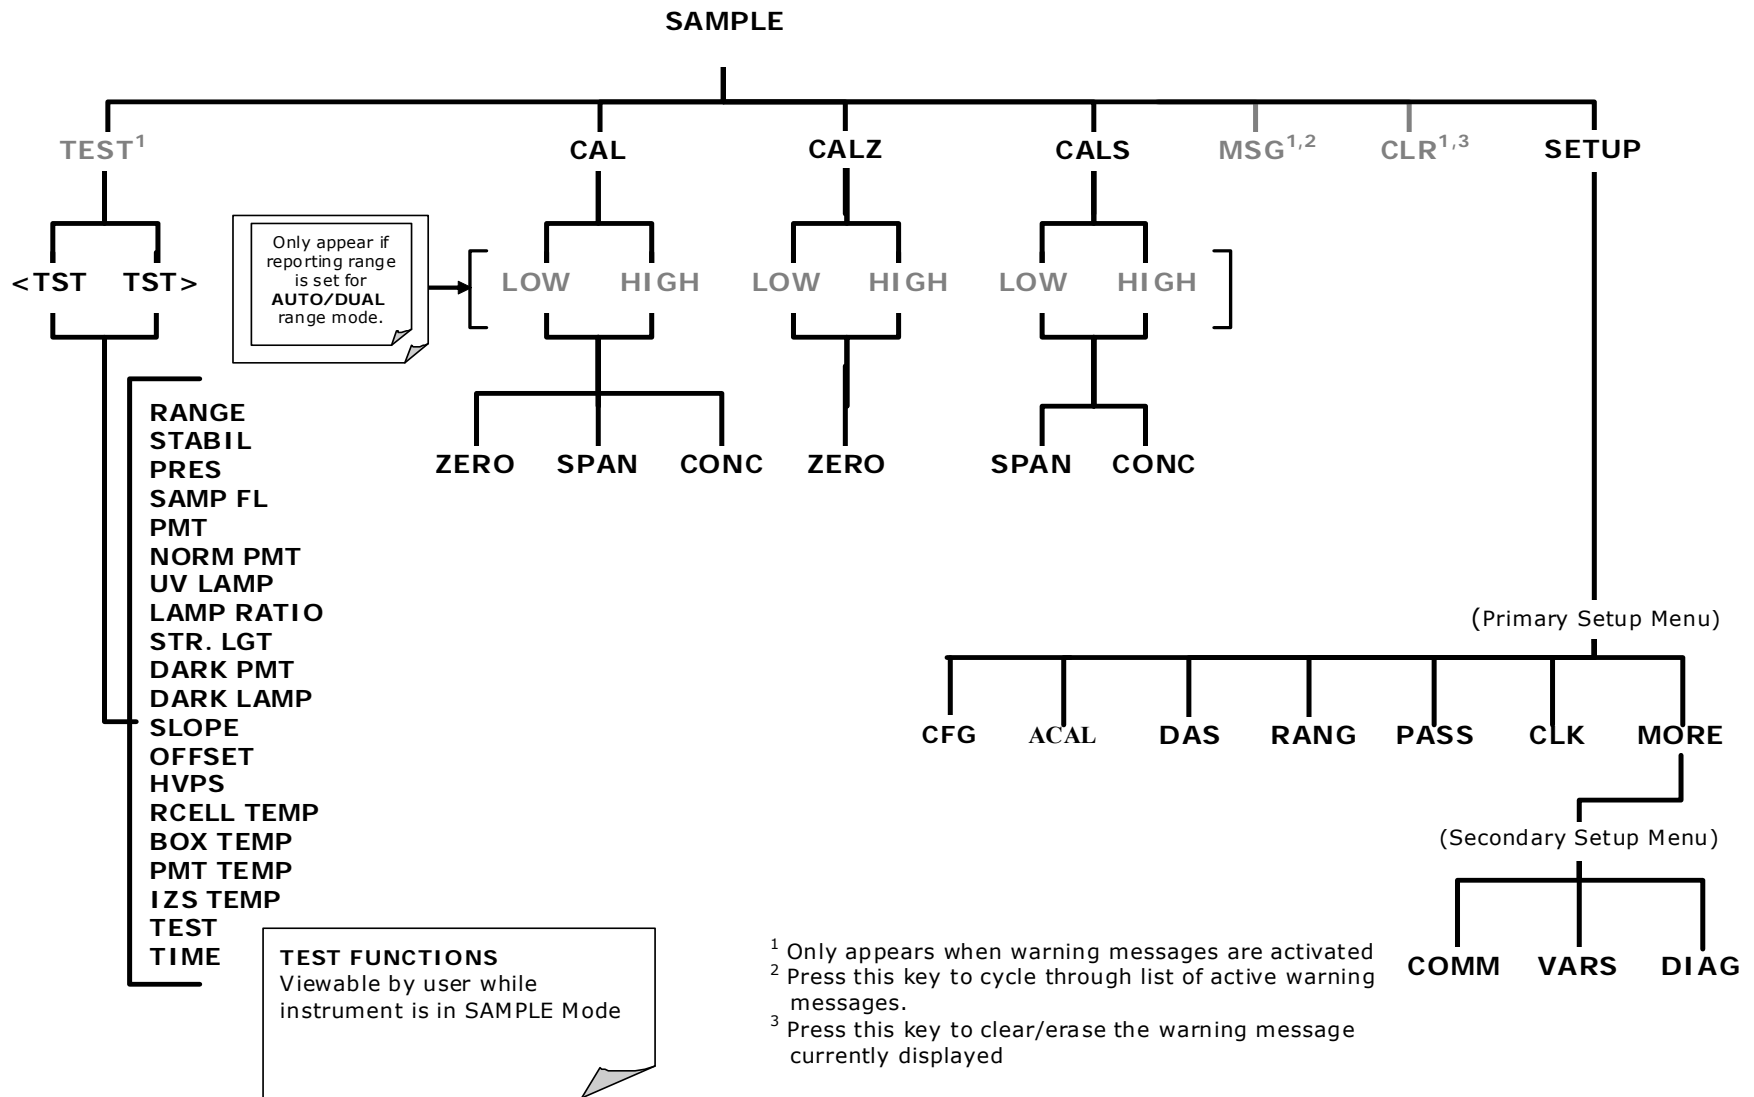 SAMPLE
TEST1 CAL CALZ CALS MSG1,2 CLR1,3 SETUP
<TST TST>
Only appear if
reporting range
is set for
AUTO/DUAL
range mode.
LOW HIGH LOW HIGH LOW HIGH
ZERO SPAN CONC ZERO SPAN CONC
RANGE
STABIL
PRES
SAMP FL
PMT
NORM PMT
UV LAMP
LAMP RATIO
STR. LGT
DARK PMT
DARK LAMP
SLOPE
OFFSET
HVPS
RCELL TEMP
BOX TEMP
PMT TEMP
IZS TEMP
TEST
TIME
TEST FUNCTIONS
Viewable by user while
instrument is in SAMPLE Mode
(Primary Setup Menu)
CFG ACAL DAS RANG PASS CLK MORE
(Secondary Setup Menu)
COMM VARS DIAG
1 Only appears when warning messages are activated
2 Press this key to cycle through list of active warning
messages.
3 Press this key to clear/erase the warning message
currently displayed